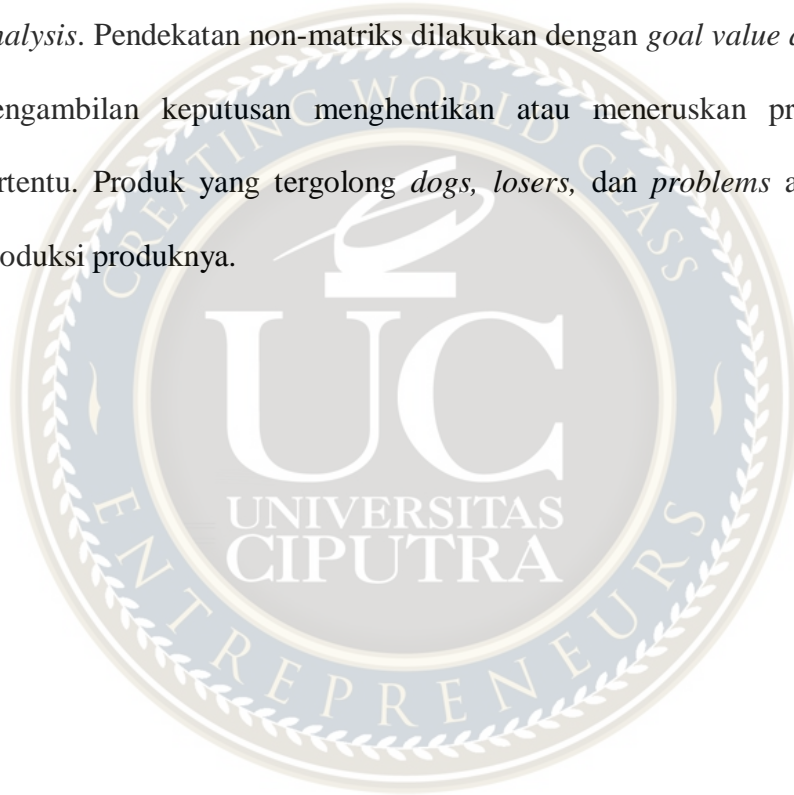 nalysis. Pendekatan non-matriks dilakukan dengan goal value
engambilan keputusan menghentikan atau meneruskan pr
rtentu. Produk yang tergolong dogs, losers, dan problems a
roduksi produknya.
CREATING WORLD CLASS
UC
UNIVERSITAS
CIPUTRA
ENTREPRENEURS